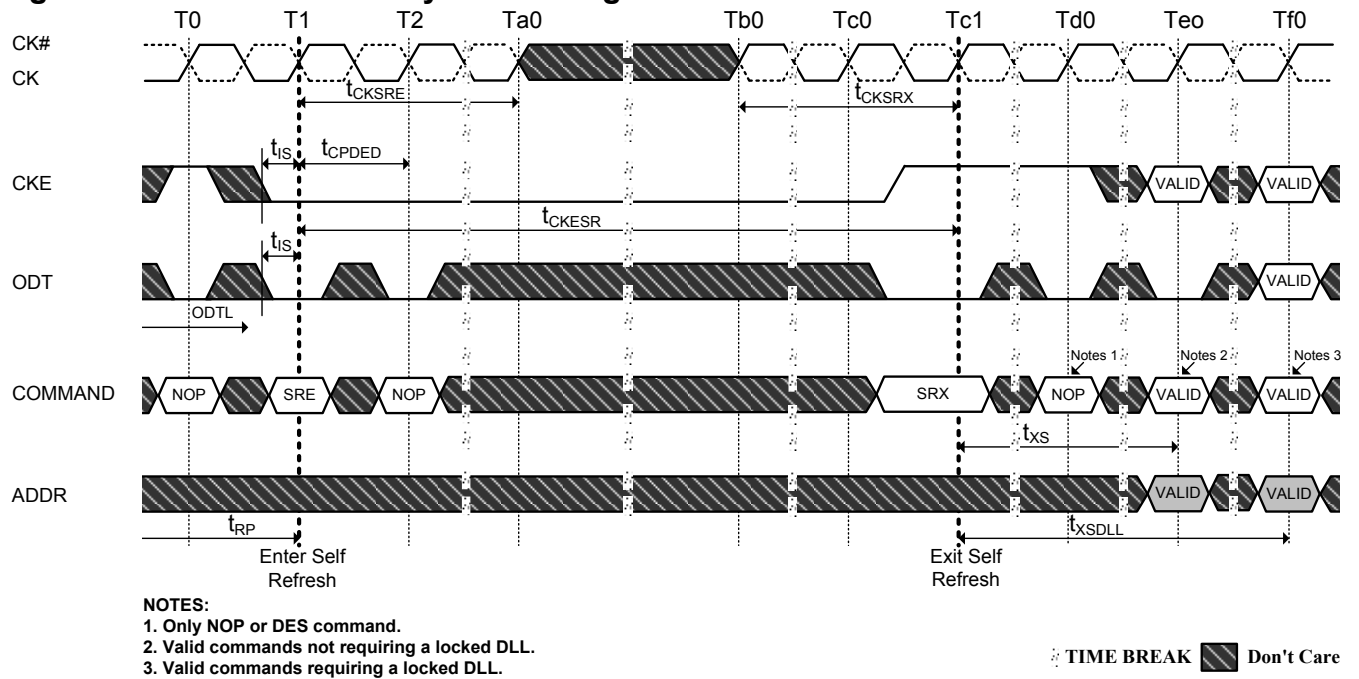 T0 T1 T2 Ta0 Tb0 Tc0 Tc1 Td0 Teo Tf0
CK#
CK
tCKSRE tCKSRX
tIS tCPDED
CKE VALID VALID
tCKESR
tIS
ODT VALID
ODTL
Notes 1 Notes 2 Notes 3
COMMAND NOP SRE NOP SRX NOP VALID VALID
tXS
ADDR VALID VALID
tRP tXSDLL
Enter Self Refresh
Exit Self Refresh
NOTES:
1. Only NOP or DES command.
2. Valid commands not requiring a locked DLL.
3. Valid commands requiring a locked DLL.
TIME BREAK Don't Care